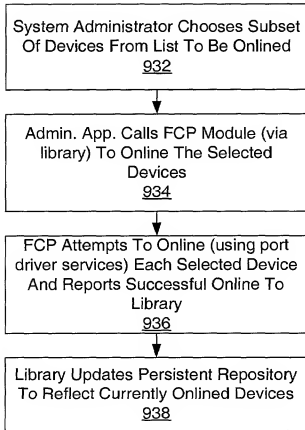 System Administrator Chooses Subset
Of Devices From List To Be Onlined
932
Admin. App. Calls FCP Module (via
library) To Online The Selected
Devices
934
FCP Attempts To Online (using port
driver services) Each Selected Device
And Reports Successful Online To
Library
936
Library Updates Persistent Repository
To Reflect Currently Onlined Devices
938